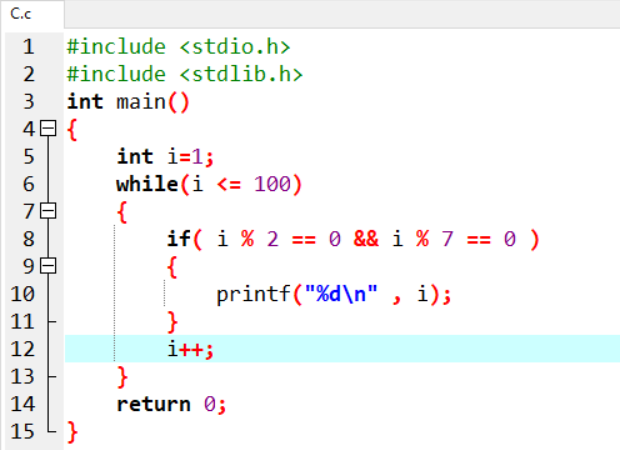 C.c
1 #include <stdio.h>
2 #include <stdlib.h>
3 int main()
4 {
5     int i=1;
6     while(i <= 100)
7     {
8         if( i % 2 == 0 && i % 7 == 0 )
9         {
10             printf("%d\n" , i);
11         }
12         i++;
13     }
14     return 0;
15 }